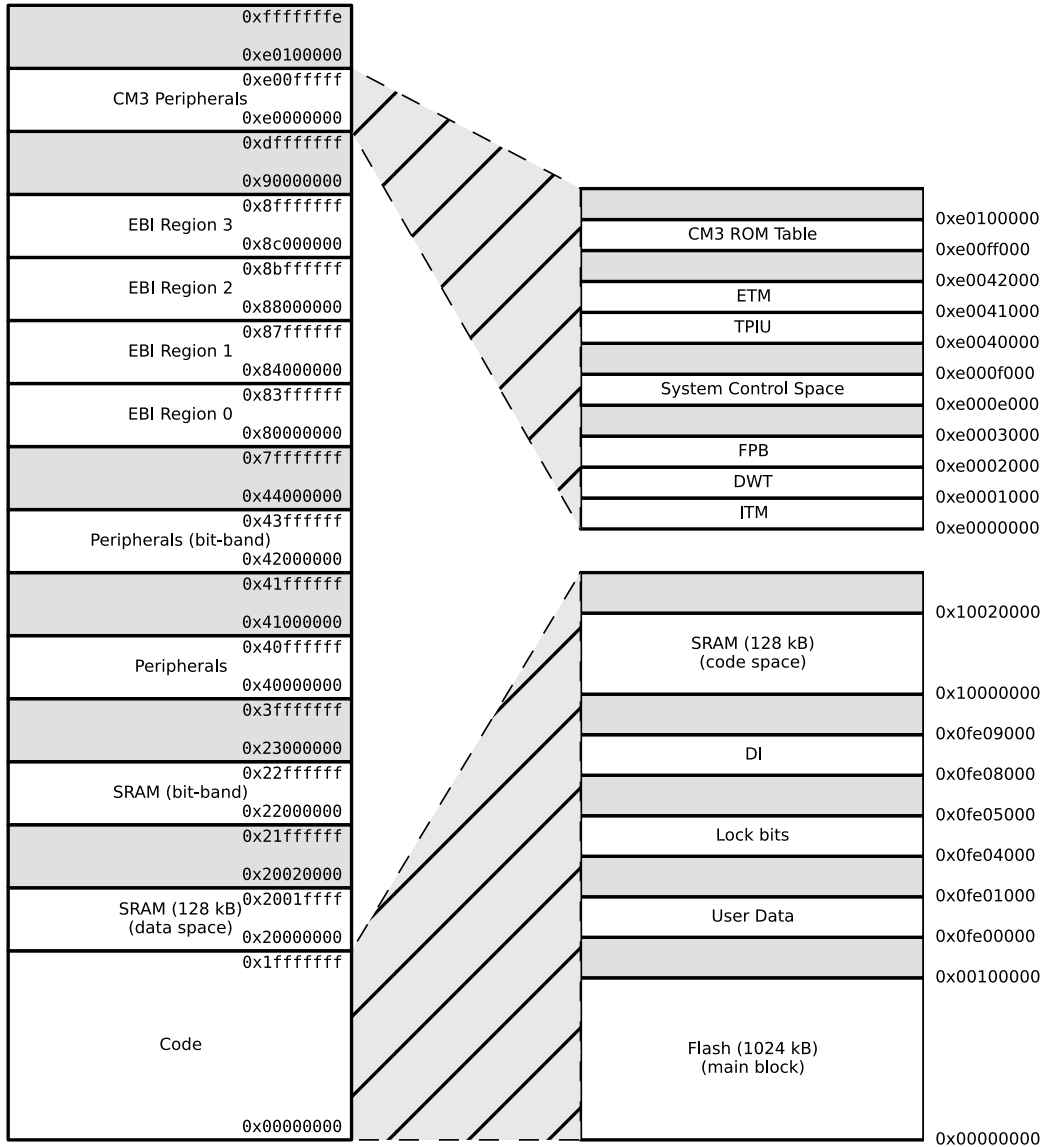 0xfffffffe
0xe0100000
0xe00fffff
CM3 Peripherals
0xe0000000
0xdfffffff
0x90000000
0x8fffffff
EBI Region 3
0x8c000000
0x8bffffff
EBI Region 2
0x88000000
0x87ffffff
EBI Region 1
0x84000000
0x83ffffff
EBI Region 0
0x80000000
0x7fffffff
0x44000000
0x43ffffff
Peripherals (bit-band)
0x42000000
0x41ffffff
0x41000000
0x40ffffff
Peripherals
0x40000000
0x3fffffff
0x23000000
0x22ffffff
SRAM (bit-band)
0x22000000
0x21ffffff
0x20020000
0x2001ffff
SRAM (128 kB)
(data space)
0x20000000
0x1fffffff
Code
0x00000000
0xe0100000
CM3 ROM Table
0xe00ff000
0xe0042000
ETM
0xe0041000
TPIU
0xe0040000
0xe000f000
System Control Space
0xe000e000
0xe0003000
FPB
0xe0002000
DWT
0xe0001000
ITM
0xe0000000
0x10020000
SRAM (128 kB)
(code space)
0x10000000
0x0fe09000
DI
0x0fe08000
0x0fe05000
Lock bits
0x0fe04000
0x0fe01000
User Data
0x0fe00000
0x00100000
Flash (1024 kB)
(main block)
0x00000000